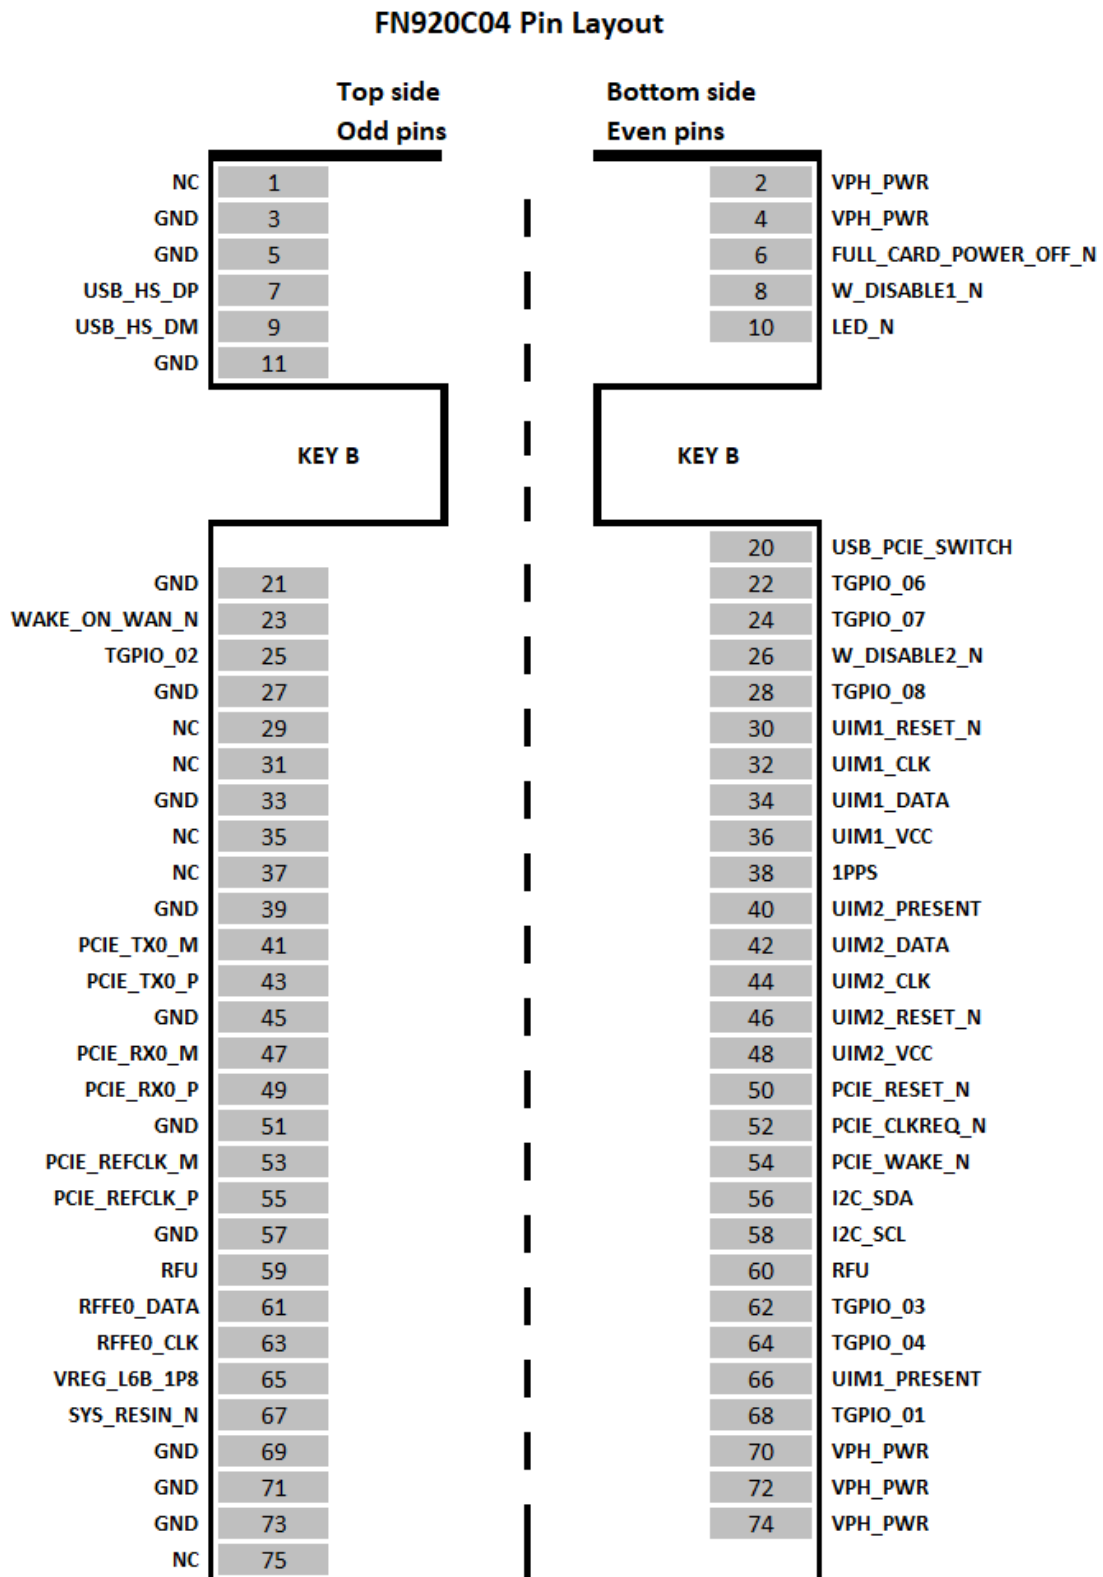 FN920C04 Pin Layout
Top side Bottom side
Odd pins Even pins
NC 1 2 VPH_PWR
GND 3 4 VPH_PWR
GND 5 6 FULL_CARD_POWER_OFF_N
USB_HS_DP 7 8 W_DISABLE1_N
USB_HS_DM 9 10 LED_N
GND 11
KEY B KEY B
20 USB_PCIE_SWITCH
GND 21 22 TGPIO_06
WAKE_ON_WAN_N 23 24 TGPIO_07
TGPIO_02 25 26 W_DISABLE2_N
GND 27 28 TGPIO_08
NC 29 30 UIM1_RESET_N
NC 31 32 UIM1_CLK
GND 33 34 UIM1_DATA
NC 35 36 UIM1_VCC
NC 37 38 1PPS
GND 39 40 UIM2_PRESENT
PCIE_TX0_M 41 42 UIM2_DATA
PCIE_TX0_P 43 44 UIM2_CLK
GND 45 46 UIM2_RESET_N
PCIE_RX0_M 47 48 UIM2_VCC
PCIE_RX0_P 49 50 PCIE_RESET_N
GND 51 52 PCIE_CLKREQ_N
PCIE_REFCLK_M 53 54 PCIE_WAKE_N
PCIE_REFCLK_P 55 56 I2C_SDA
GND 57 58 I2C_SCL
RFU 59 60 RFU
RFFE0_DATA 61 62 TGPIO_03
RFFE0_CLK 63 64 TGPIO_04
VREG_L6B_1P8 65 66 UIM1_PRESENT
SYS_RESIN_N 67 68 TGPIO_01
GND 69 70 VPH_PWR
GND 71 72 VPH_PWR
GND 73 74 VPH_PWR
NC 75